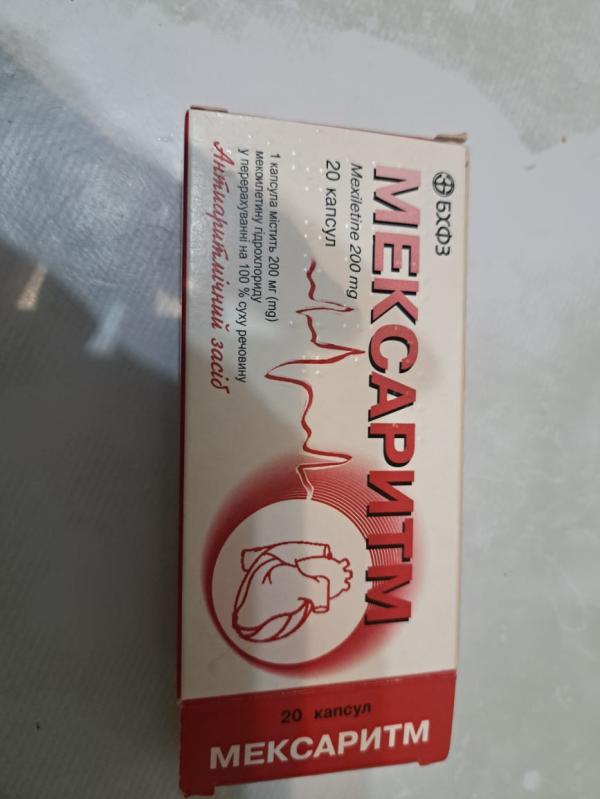 БХФЗ
МЕКСАРИТМ
Mexiletine 200 mg
20 капсул
1 капсула містить 200 мг (mg)
мексилетину гідрохлориду
у перерахуванні на 100 % суху речовину
Антиаритмічний засіб
20 капсул
МЕКСАРИТМ